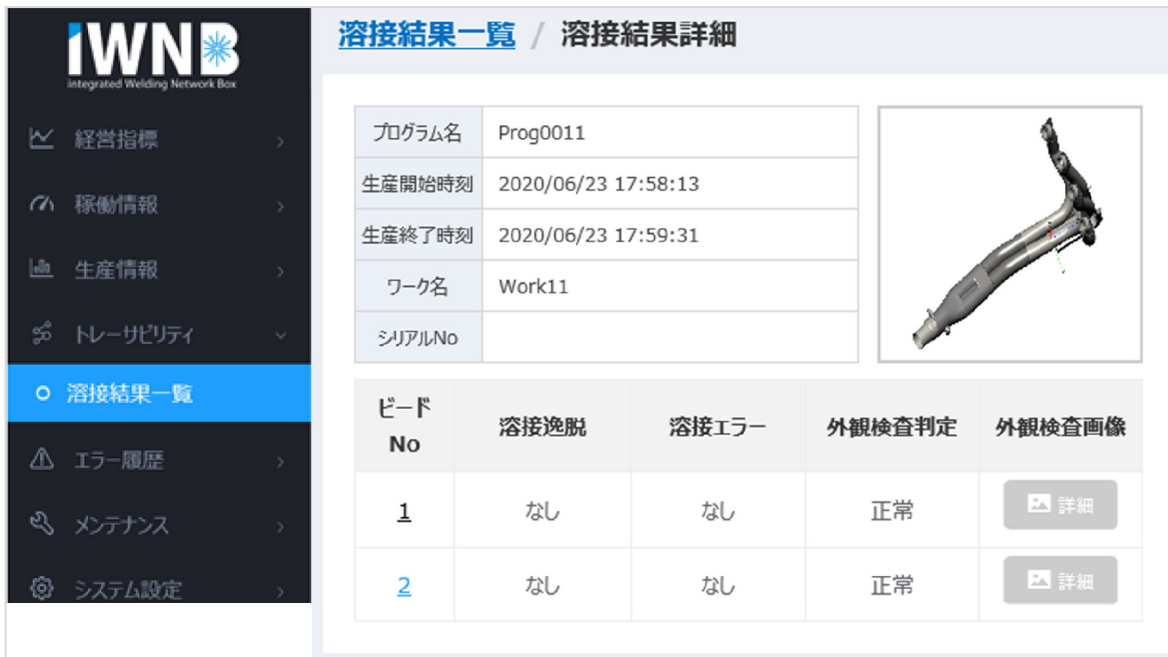 iWNB
integrated Welding Network Box
経営指標
稼働情報
生産情報
トレーサビリティ
溶接結果一覧
エラー履歴
メンテナンス
システム設定
溶接結果一覧 / 溶接結果詳細
プログラム名 Prog0011
生産開始時刻 2020/06/23 17:58:13
生産終了時刻 2020/06/23 17:59:31
ワーク名 Work11
シリアルNo
ビード
No 溶接逸脱 溶接エラー 外観検査判定 外観検査画像
1 なし なし 正常 詳細
2 なし なし 正常 詳細